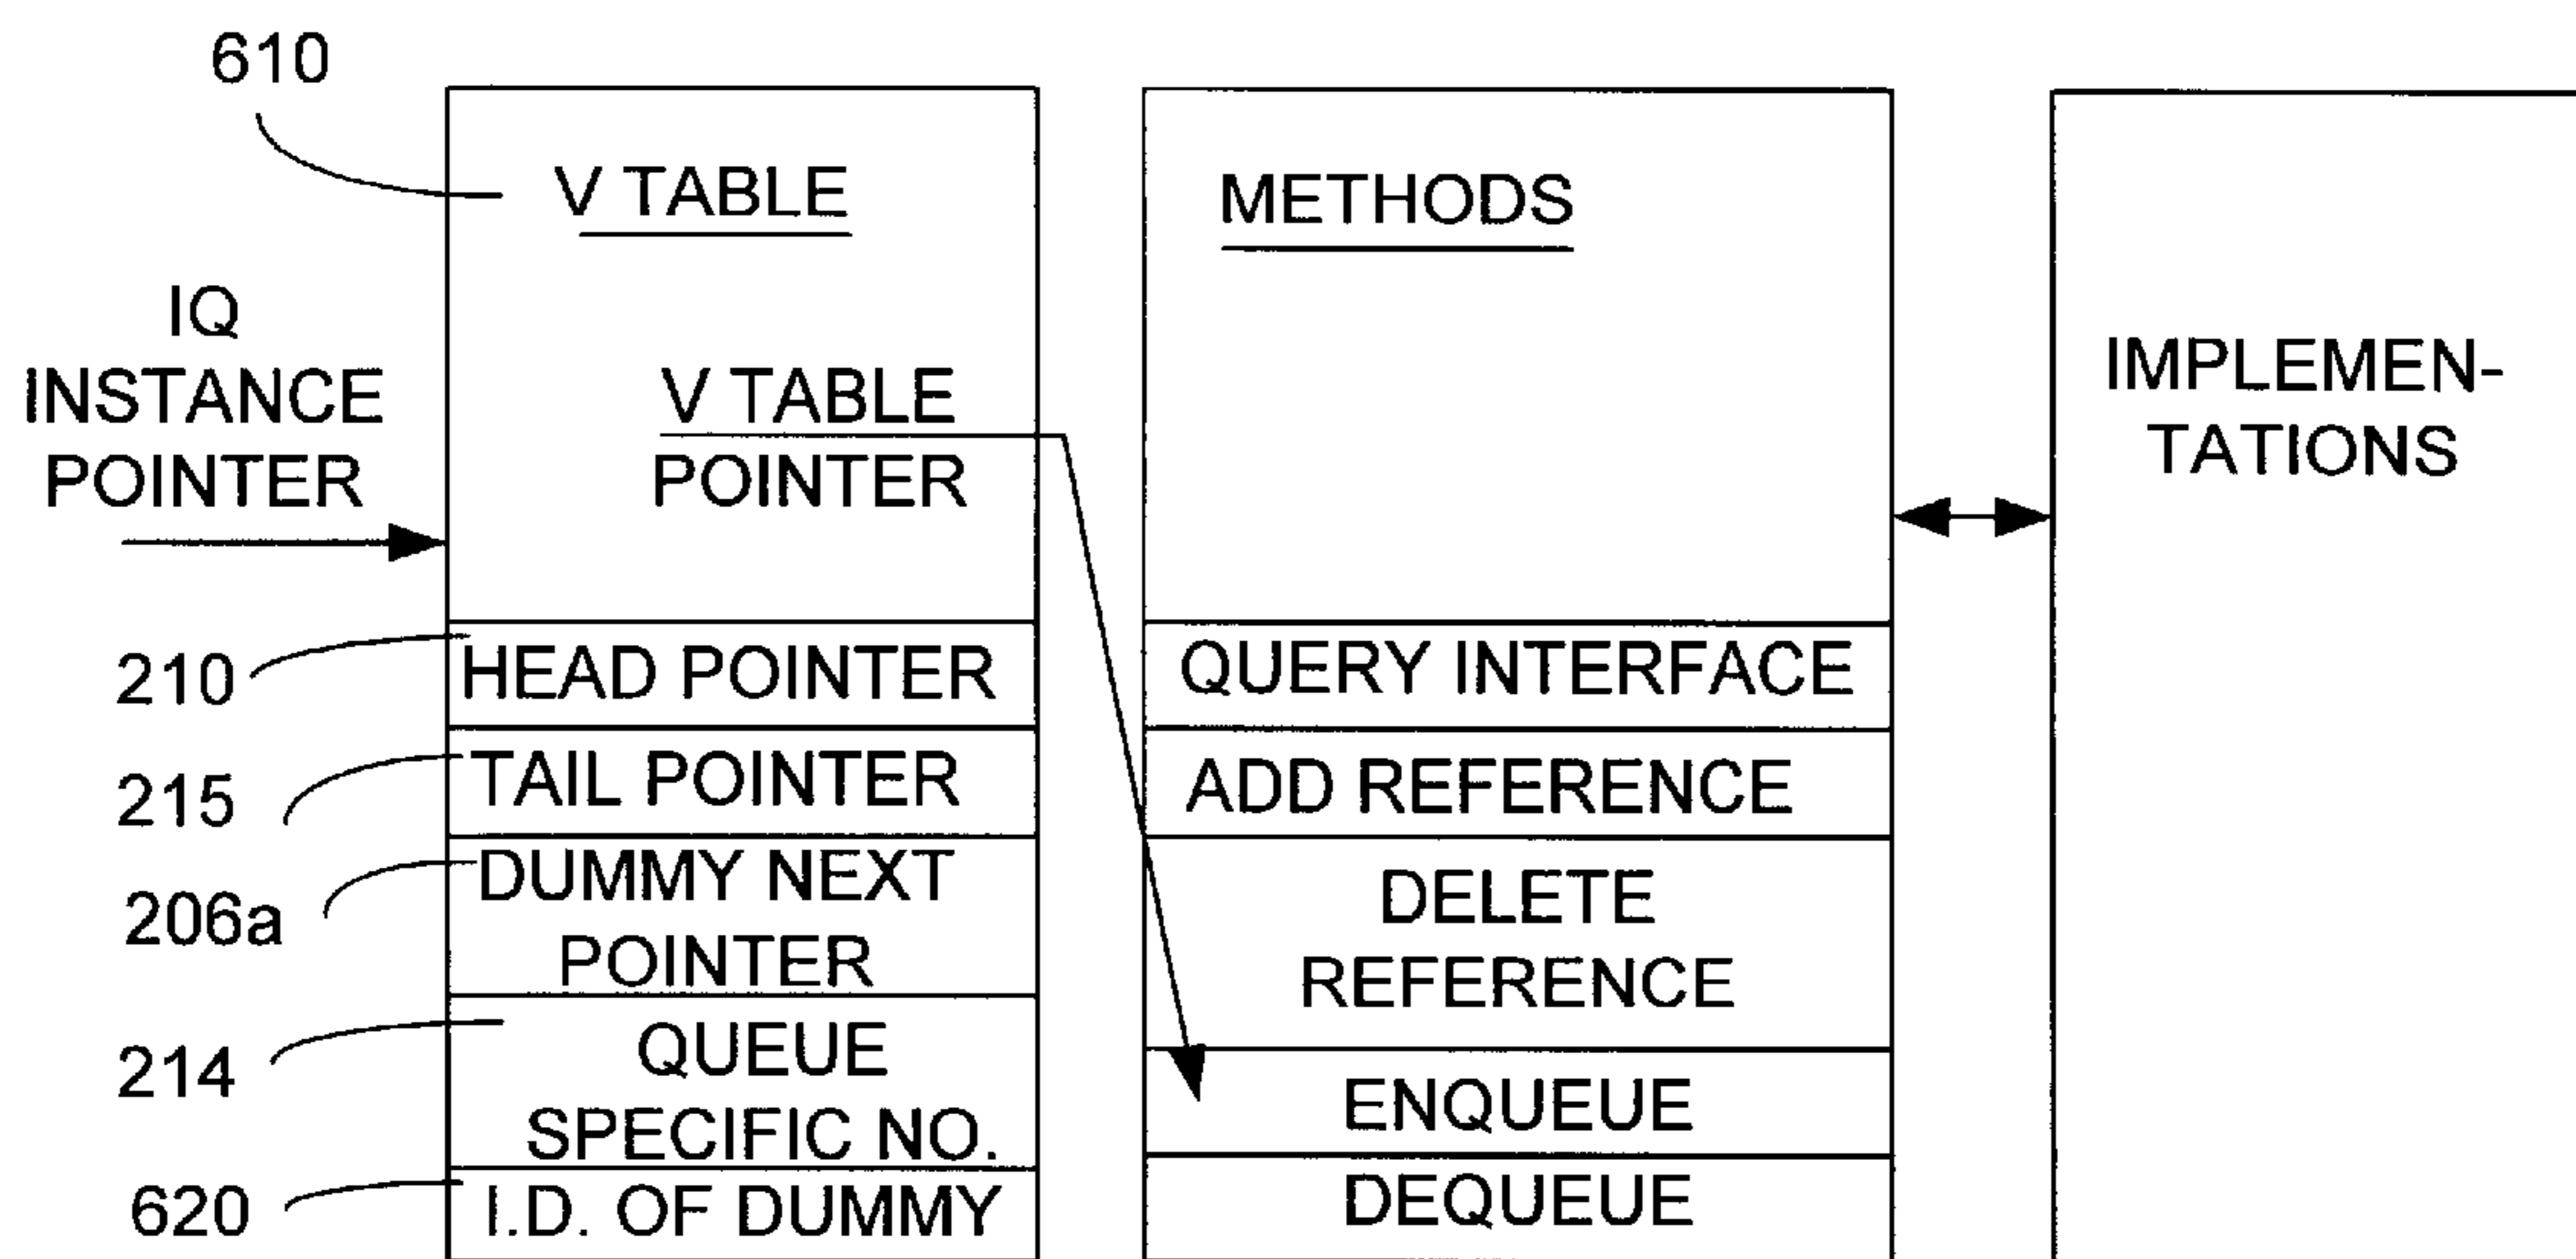 610
V TABLE
IQ
INSTANCE
POINTER
V TABLE
POINTER
210
HEAD POINTER
215
TAIL POINTER
206a
DUMMY NEXT
POINTER
214
QUEUE
SPECIFIC NO.
620
I.D. OF DUMMY
METHODS
QUERY INTERFACE
ADD REFERENCE
DELETE
REFERENCE
ENQUEUE
DEQUEUE
IMPLEMEN-
TATIONS